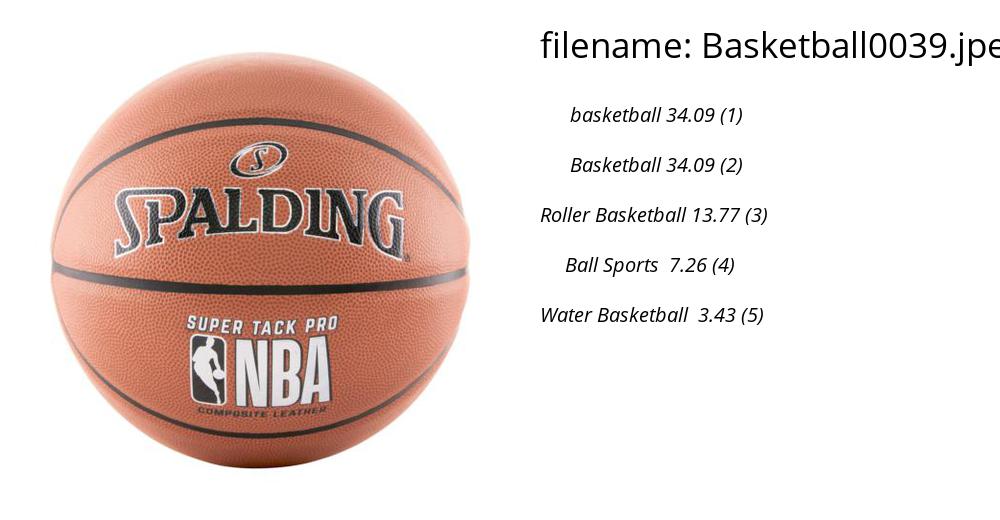 filename: Basketball0039.jpe
basketball 34.09 (1)
Basketball 34.09 (2)
Roller Basketball 13.77 (3)
Ball Sports 7.26 (4)
Water Basketball 3.43 (5)
S
SPALDING
SUPER TACK PRO
NBA
COMPOSITE LEATHER